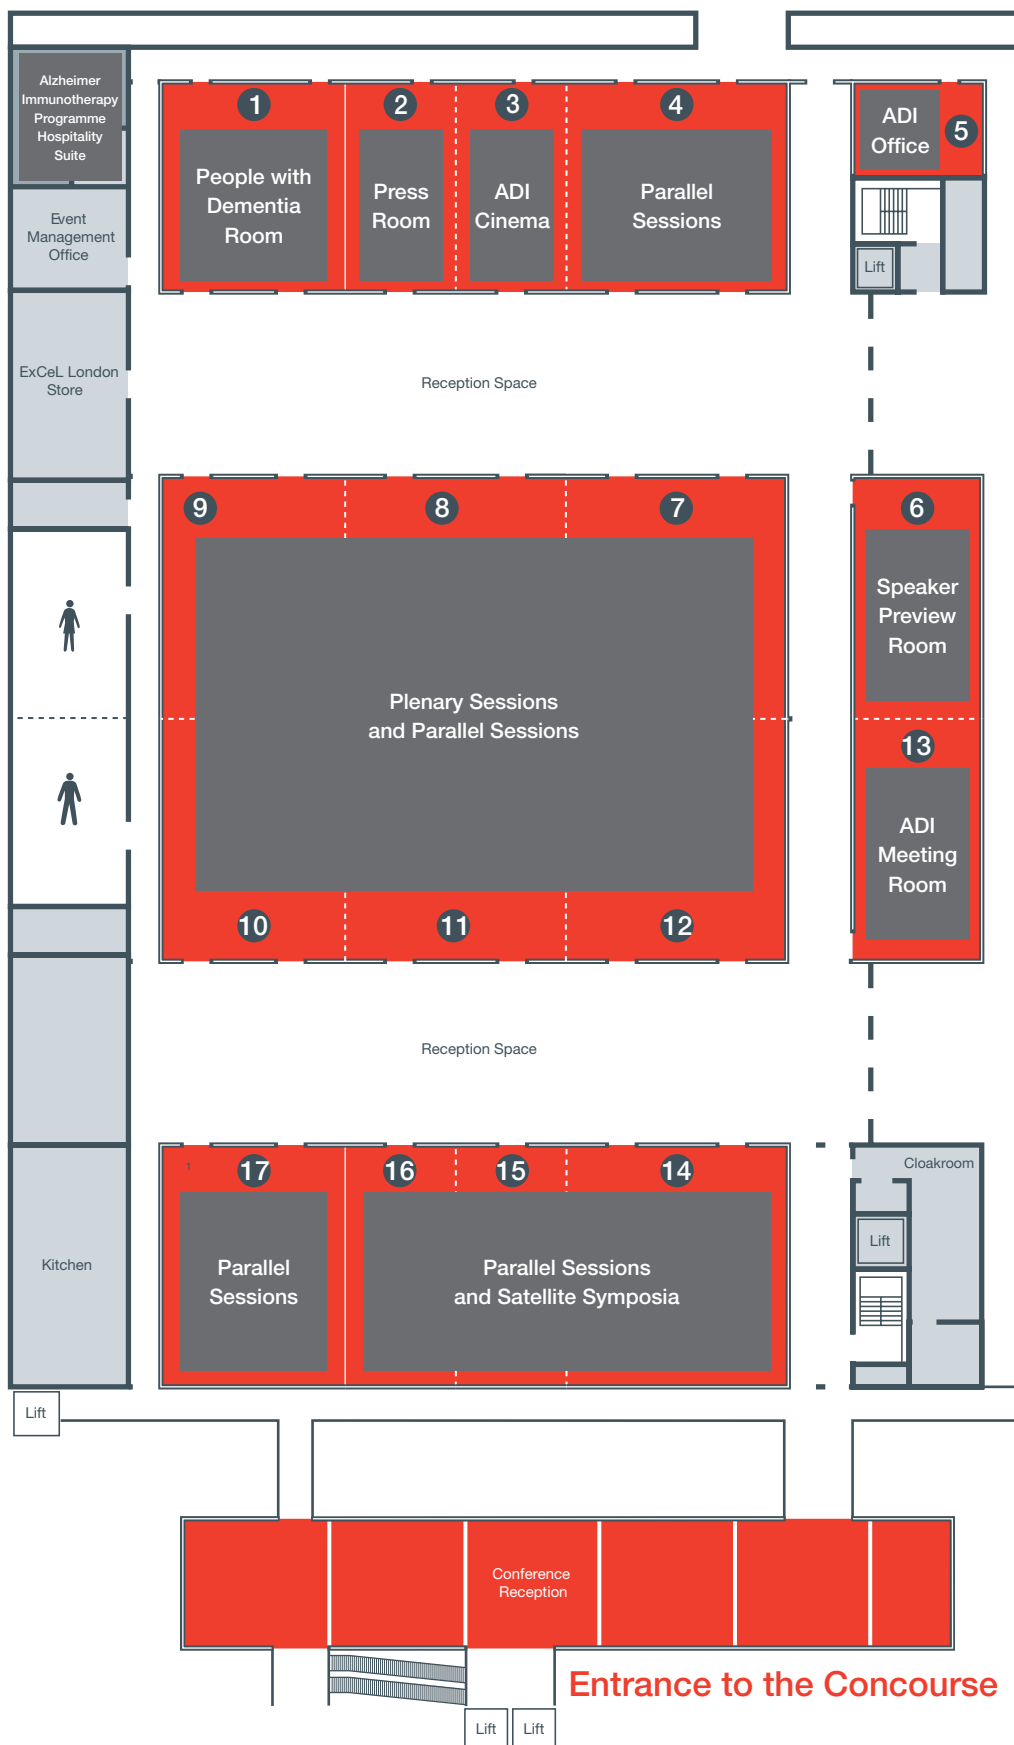 Alzheimer
Immunotherapy
Programme
Hospitality
Suite
1
2
3
4
5
People with
Dementia
Room
Press
Room
ADI
Cinema
Parallel
Sessions
ADI
Office
Event
Management
Office
Lift
ExCeL London
Store
Reception Space
9
8
7
6
Speaker
Preview
Room
Plenary Sessions
and Parallel Sessions
13
ADI
Meeting
Room
10
11
12
Reception Space
1
17
16
15
14
Cloakroom
Lift
Kitchen
Parallel
Sessions
Parallel Sessions
and Satellite Symposia
Lift
Conference
Reception
Entrance to the Concourse
Lift
Lift